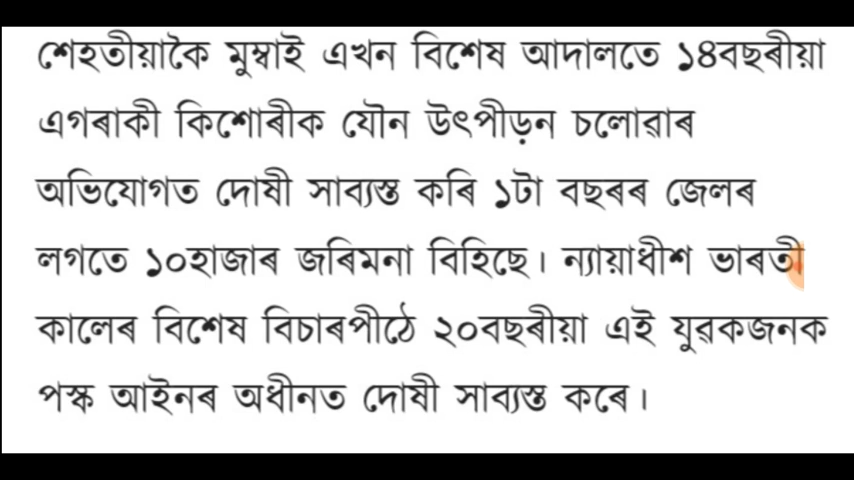 শেহতীয়াকৈ মুম্বাই এখন বিশেষ আদালতে ১৪বছৰীয়া
এগৰাকী কিশোৰীক যৌন উৎপীড়ন চলোৱাৰ
অভিযোগত দোষী সাব্যস্ত কৰি ১টা বছৰৰ জেলৰ
লগতে ১০হাজাৰ জৰিমনা বিহিছে। ন্যায়াধীশ ভাৰতী
কালেৰ বিশেষ বিচাৰপীঠে ২০বছৰীয়া এই যুৱকজনক
পস্ক আইনৰ অধীনত দোষী সাব্যস্ত কৰে।